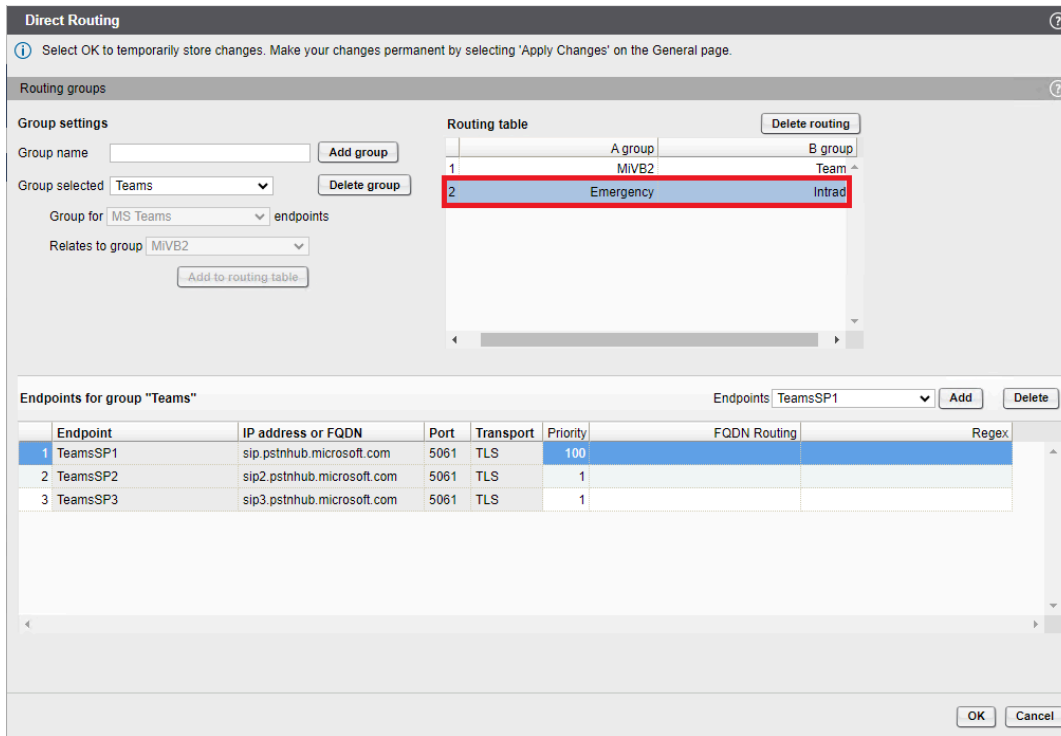 Direct Routing
Select OK to temporarily store changes. Make your changes permanent by selecting 'Apply Changes' on the General page.
Routing groups
Group settings
Group name Add group
Group selected Teams Delete group
Group for MS Teams endpoints
Relates to group MiVB2
Add to routing table
Routing table Delete routing
A group B group
1 MiVB2 Team
2 Emergency Intrad
Endpoints for group "Teams" Endpoints TeamsSP1 Add Delete
Endpoint IP address or FQDN Port Transport Priority FQDN Routing Regex
1 TeamsSP1 sip.pstnhub.microsoft.com 5061 TLS 100
2 TeamsSP2 sip2.pstnhub.microsoft.com 5061 TLS 1
3 TeamsSP3 sip3.pstnhub.microsoft.com 5061 TLS 1
OK Cancel